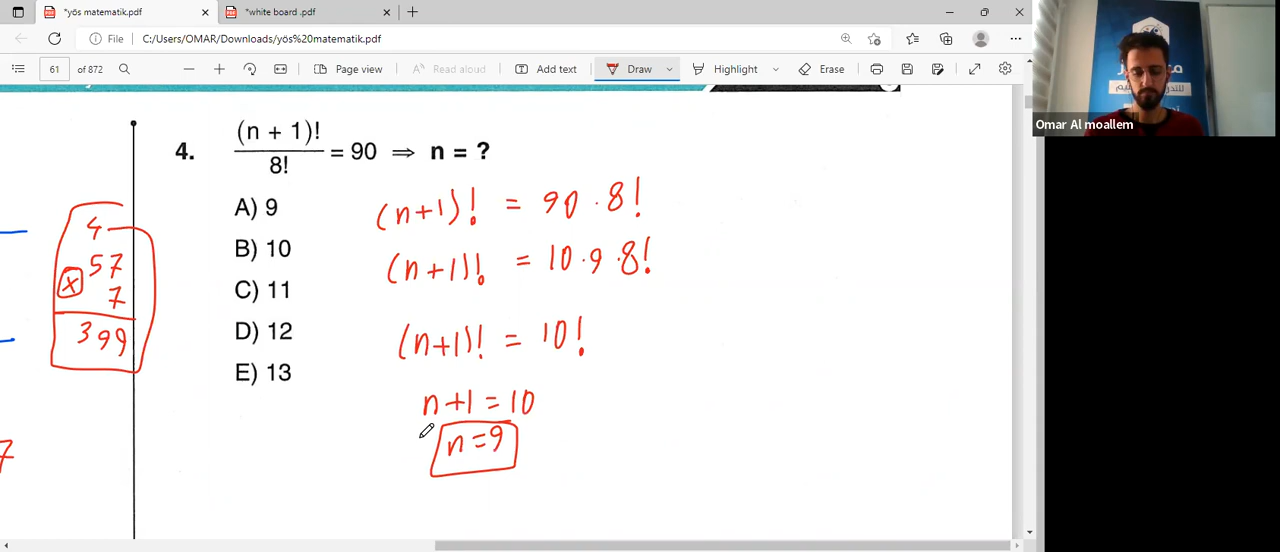 *yös matematik.pdf
*white board .pdf
File C:/Users/OMAR/Downloads/yös%20matematik.pdf
61 of 872
Page view
Read aloud
Add text
Draw
Highlight
Erase
Omar Al moallem
4. (n + 1)! / 8! = 90 ⇒ n = ?
A) 9
B) 10
C) 11
D) 12
E) 13
(n+1)! = 90 · 8!
(n+1)! = 10 · 9 · 8!
(n+1)! = 10!
n+1 = 10
n = 9
4
57
x 7
399
7